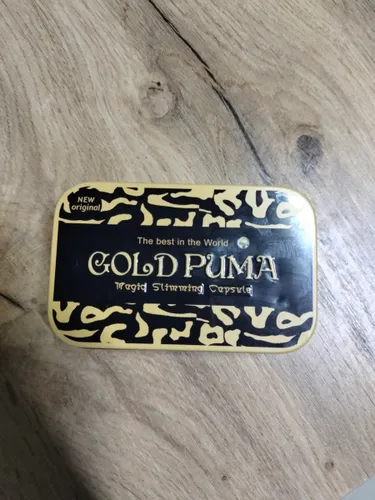 NEW
original
The best in the World
GOLD PUMA
Magic Slimming Capsule